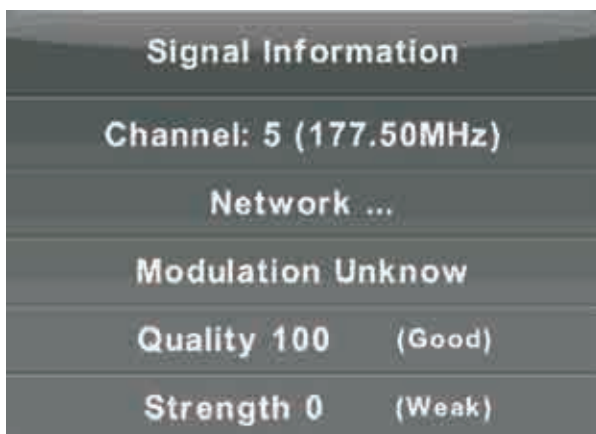 Signal Information
Channel: 5 (177.50MHz)
Network ...
Modulation Unknow
Quality 100 (Good)
Strength 0 (Weak)